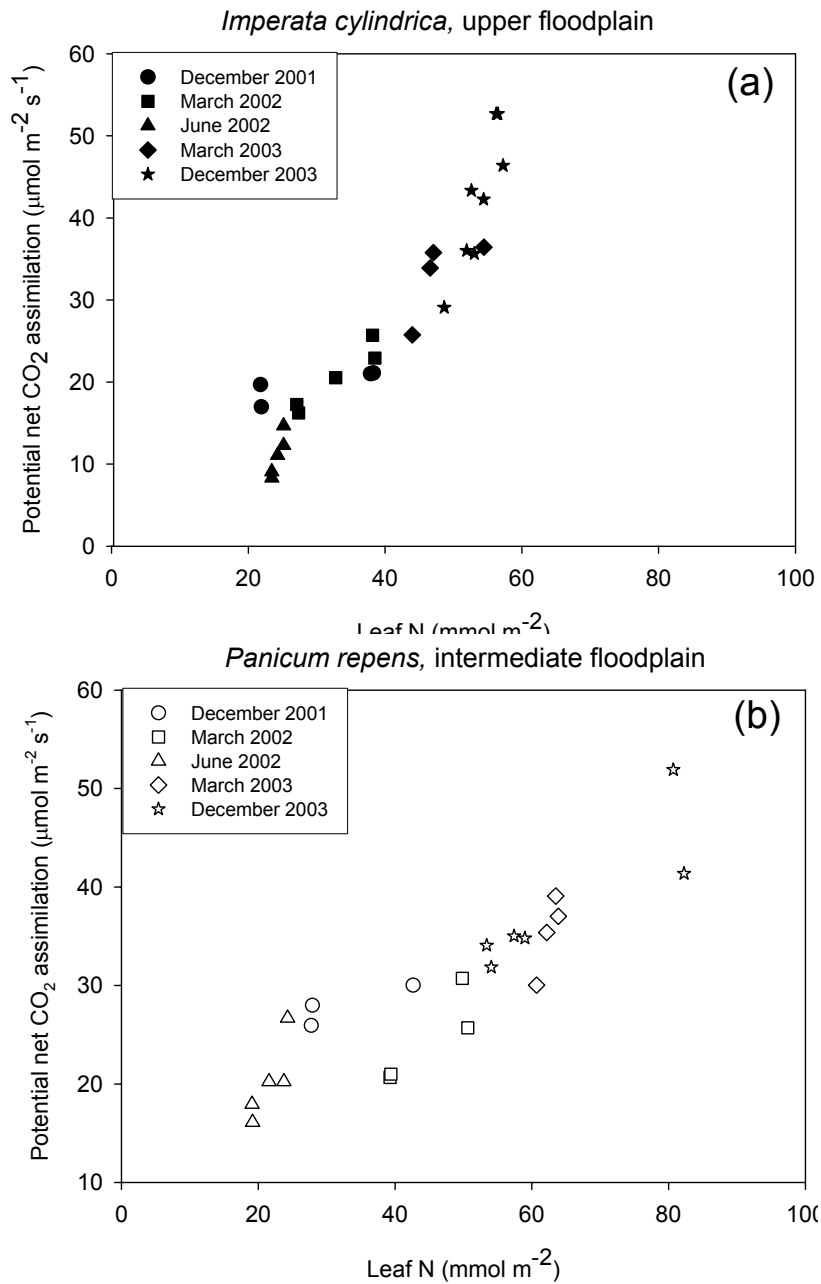 Imperata cylindrica, upper floodplain
(a)
60
50
40
30
20
10
0
Potential net CO2 assimilation (μmol m-2 s-1)
December 2001
March 2002
June 2002
March 2003
December 2003
0 20 40 60 80 100
Leaf N (mmol m-2)
Panicum repens, intermediate floodplain
(b)
60
50
40
30
20
10
Potential net CO2 assimilation (μmol m-2 s-1)
December 2001
March 2002
June 2002
March 2003
December 2003
0 20 40 60 80 100
Leaf N (mmol m-2)